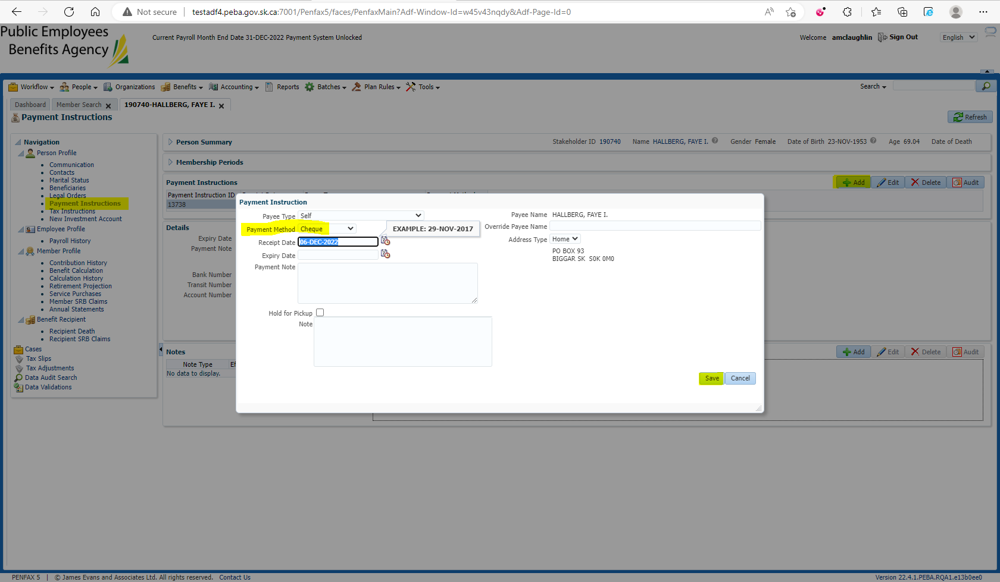 Not secure | testadf4.peba.gov.sk.ca:7001/Penfax5/faces/PenfaxMain?Adf-Window-Id=w45v43nqdy&Adf-Page-Id=0
Public Employees
Benefits Agency
Current Payroll Month End Date 31-DEC-2022 Payment System Unlocked
Welcome amclaughlin Sign Out English
Workflow People Organizations Benefits Accounting Reports Batches Plan Rules Tools Search
Dashboard Member Search 190740-HALLBERG, FAYE I.
Payment Instructions
Refresh
Navigation
Person Profile
Communication
Contacts
Marital Status
Beneficiaries
Legal Orders
Payment Instructions
Tax Instructions
New Investment Account
Employee Profile
Payroll History
Member Profile
Contribution History
Benefit Calculation
Calculation History
Retirement Projection
Service Purchases
Member SRB Claims
Annual Statements
Benefit Recipient
Recipient Death
Recipient SRB Claims
Cases
Tax Slips
Tax Adjustments
Data Audit Search
Data Validations
Person Summary Stakeholder ID 190740 Name HALLBERG, FAYE I. Gender Female Date of Birth 23-NOV-1953 Age 69.04 Date of Death
Membership Periods
Payment Instructions Add Edit Delete Audit
Payment Instruction ID
13738
Details
Expiry Date
Payment Note
Bank Number
Transit Number
Account Number
Payment Instruction
Payee Type Self
Payment Method Cheque
EXAMPLE: 29-NOV-2017
Receipt Date 06-DEC-2022
Expiry Date
Payment Note
Hold for Pickup
Note
Payee Name HALLBERG, FAYE I.
Override Payee Name
Address Type Home
PO BOX 93
BIGGAR SK S0K 0M0
Save Cancel
Notes Add Edit Delete Audit
Note Type Ef
No data to display.
PENFAX 5 | © James Evans and Associates Ltd. All rights reserved. Contact Us
Version 22.4.1.PEBA.RQA1.e13b0ee0